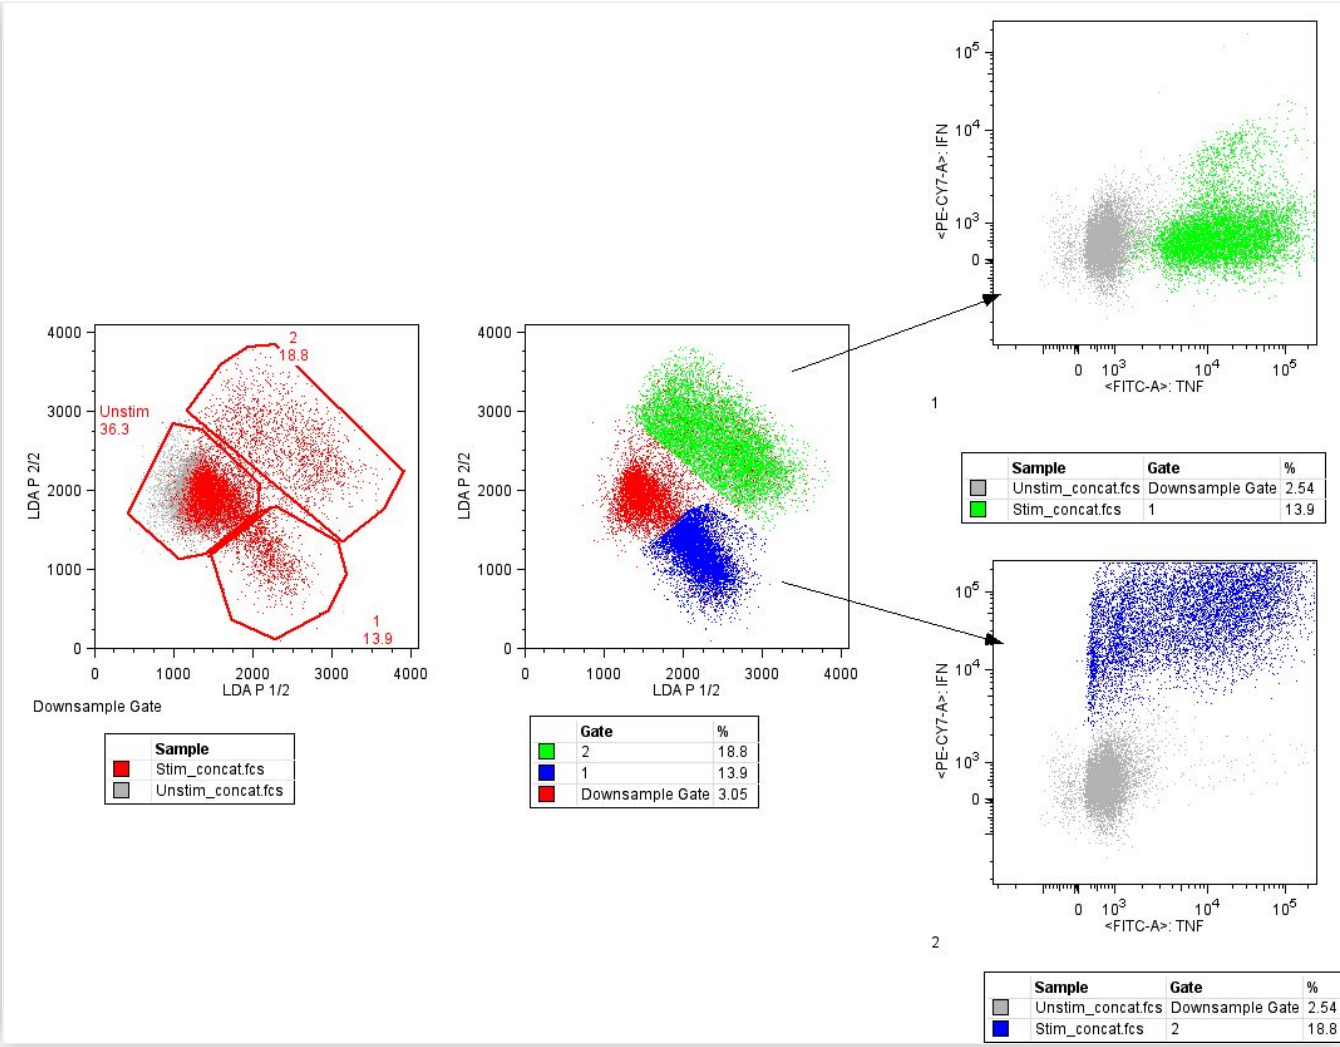 4000
3000
2000
1000
0
0
1000
2000
3000
4000
LDA P 2/2
LDA P 1/2
2
18.8
Unstim
36.3
1
13.9
Downsample Gate
Sample
Stim_concat.fcs
Unstim_concat.fcs
4000
3000
2000
1000
0
0
1000
2000
3000
4000
LDA P 2/2
LDA P 1/2
Gate %
2 18.8
1 13.9
Downsample Gate 3.05
10^5
10^4
10^3
0
<PE-CY7-A>: IFN
0 10^3 10^4 10^5
<FITC-A>: TNF
1
Sample Gate %
Unstim_concat.fcs Downsample Gate 2.54
Stim_concat.fcs 1 13.9
10^5
10^4
10^3
0
<PE-CY7-A>: IFN
0 10^3 10^4 10^5
<FITC-A>: TNF
2
Sample Gate %
Unstim_concat.fcs Downsample Gate 2.54
Stim_concat.fcs 2 18.8